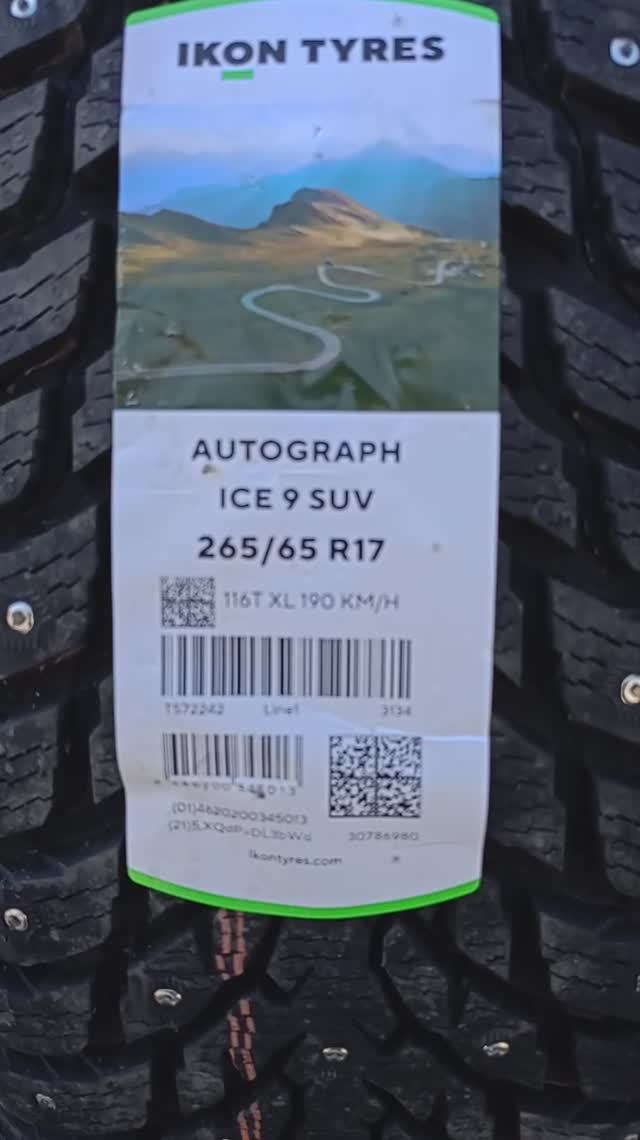 IKON TYRES
AUTOGRAPH
ICE 9 SUV
265/65 R17
116T XL 190 KM/H
T572242 Line1 3134
(01)4620200345013
30786980
ikontyres.com